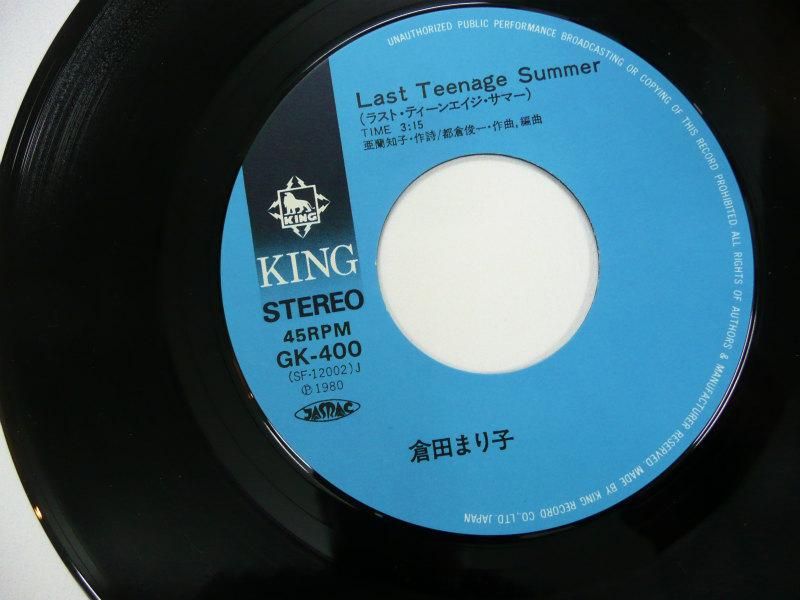 UNAUTHORIZED PUBLIC PERFORMANCE BROADCASTING OR COPYING OF THIS RECORD PROHIBITED. ALL RIGHTS OF AUTHORS & MANUFACTURER RESERVED MADE BY KING RECORD CO., LTD. JAPAN
Last Teenage Summer
(ラスト・ティーンエイジ・サマー)
TIME 3:15
亜蘭知子・作詩/都倉俊一・作曲,編曲
KING
KING
STEREO
45RPM
GK-400
(SF-12002)J
Ⓟ1980
JASRAC
倉田まり子